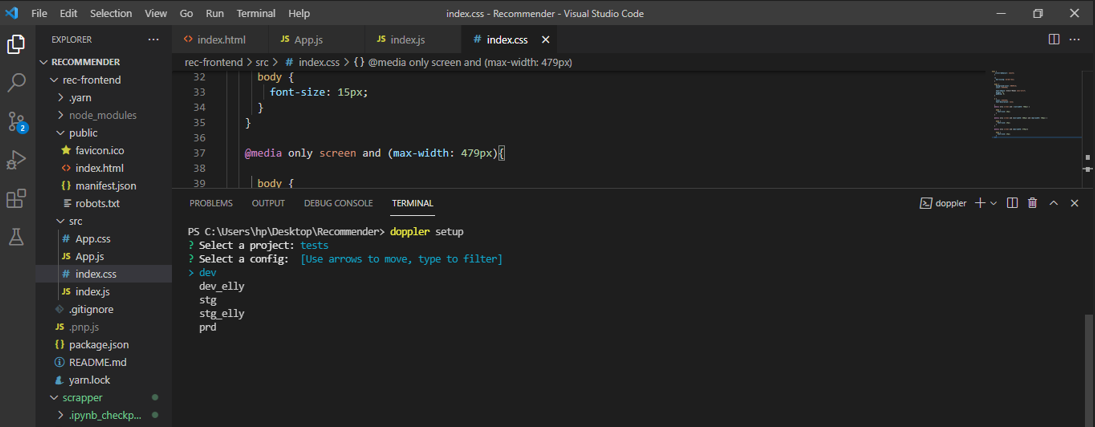 File Edit Selection View Go Run Terminal Help index.css - Recommender - Visual Studio Code
EXPLORER ···
index.html JS App.js JS index.js # index.css
RECOMMENDER
rec-frontend > src > # index.css > {} @media only screen and (max-width: 479px)
rec-frontend
.yarn
node_modules
public
favicon.ico
<> index.html
{} manifest.json
robots.txt
src
# App.css
JS App.js
# index.css
JS index.js
.gitignore
JS .pnp.js
{} package.json
README.md
yarn.lock
scrapper
.ipynb_checkp...
2
32 body {
33 font-size: 15px;
34 }
35 }
36
37 @media only screen and (max-width: 479px){
38
39 body {
PROBLEMS OUTPUT DEBUG CONSOLE TERMINAL doppler
PS C:\Users\hp\Desktop\Recommender> doppler setup
? Select a project: tests
? Select a config: [Use arrows to move, type to filter]
> dev
dev_elly
stg
stg_elly
prd